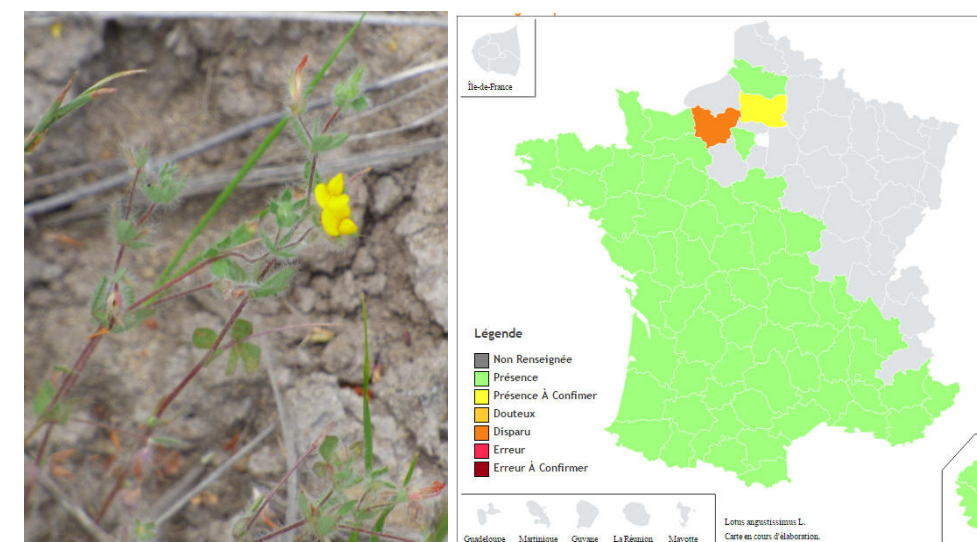 Île-de-France
Légende
Non Renseignée
Présence
Présence À Confimer
Douteux
Disparu
Erreur
Erreur À Confirmer
Guadeloupe Martinique Guyane La Réunion Mayotte
Lotus angustissimus L.
Carte en cours d'élaboration.